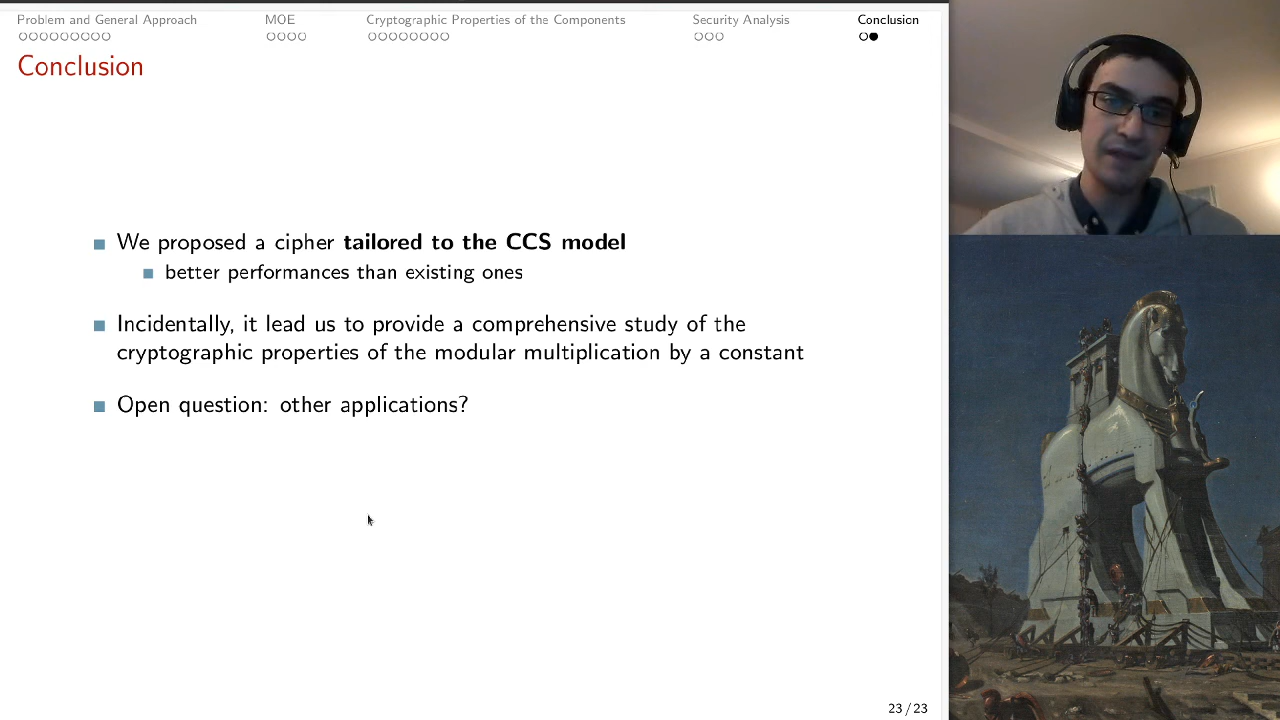 Problem and General Approach
MOE
Cryptographic Properties of the Components
Security Analysis
Conclusion
Conclusion
We proposed a cipher tailored to the CCS model
better performances than existing ones
Incidentally, it lead us to provide a comprehensive study of the
cryptographic properties of the modular multiplication by a constant
Open question: other applications?
23 / 23